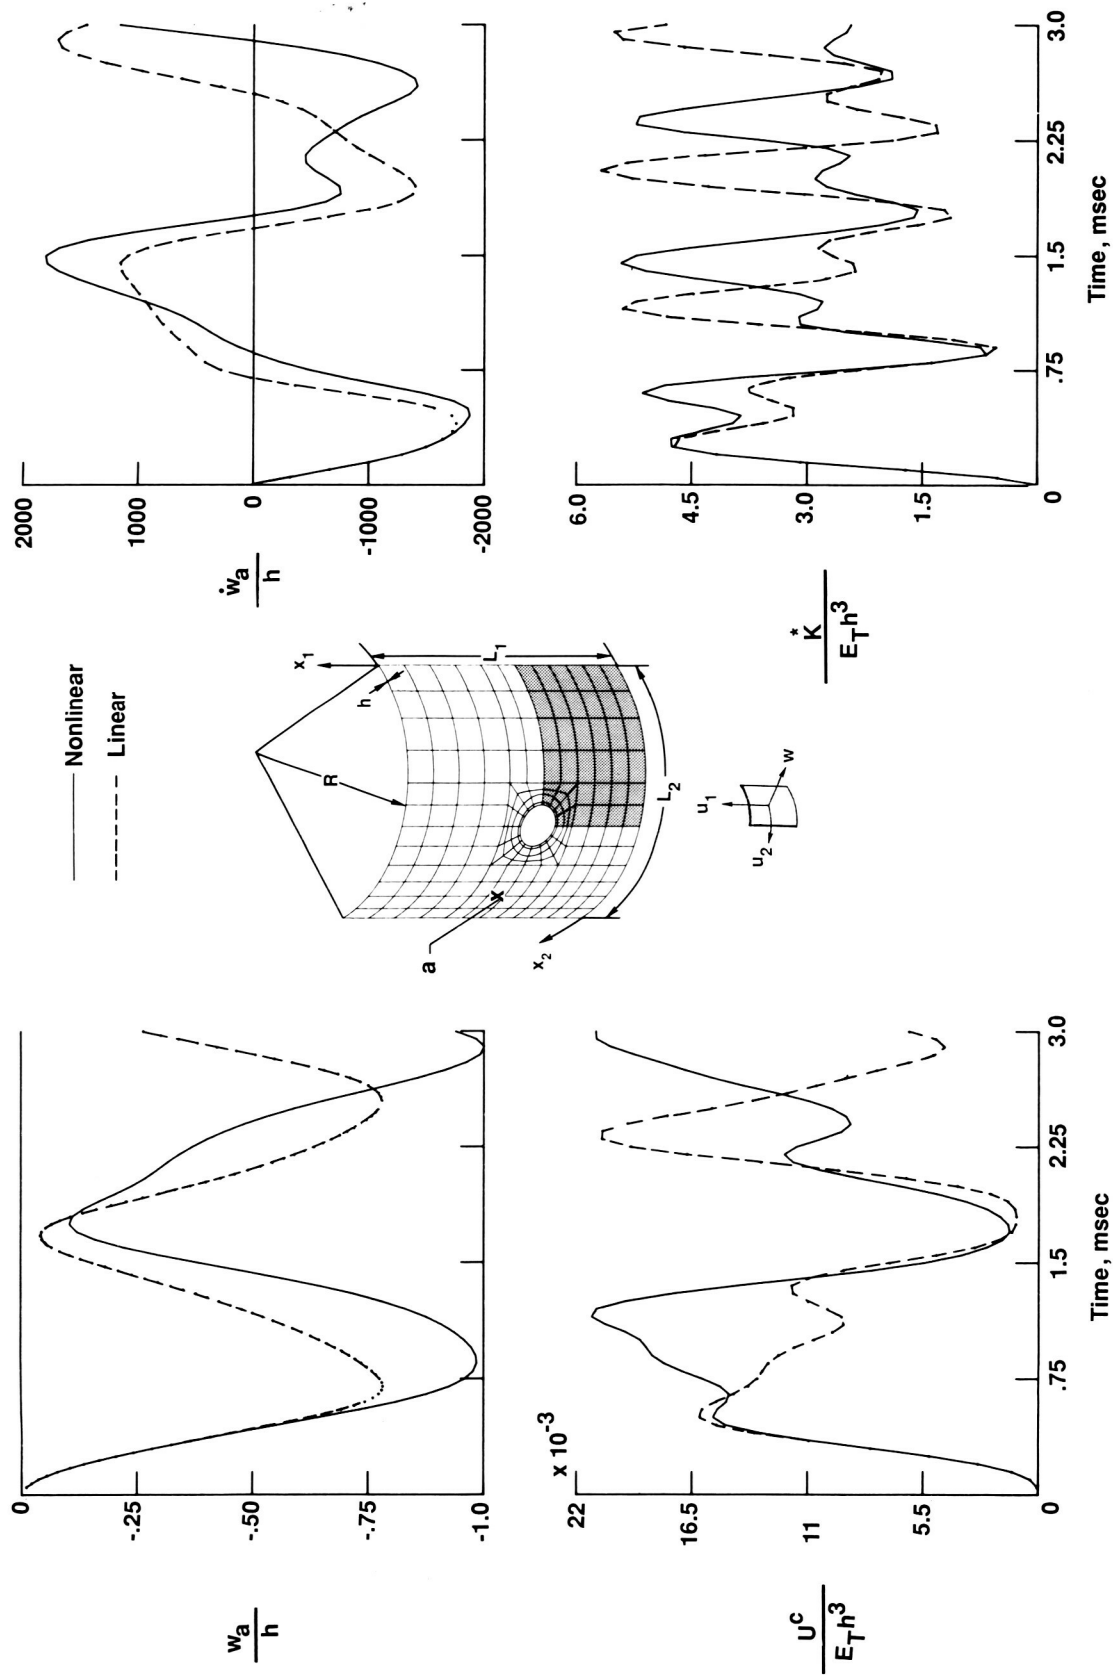 Nonlinear
Linear
w_a
h
0
-.25
-.50
-.75
-1.0
ẇ_a
h
2000
1000
0
-1000
-2000
x_1
h
R
L_1
L_2
a
x_2
u_1
u_2
w
U^c
E_T h^3
x 10^-3
22
16.5
11
5.5
0
.75
1.5
2.25
3.0
Time, msec
*
K
E_T h^3
6.0
4.5
3.0
1.5
0
.75
1.5
2.25
3.0
Time, msec